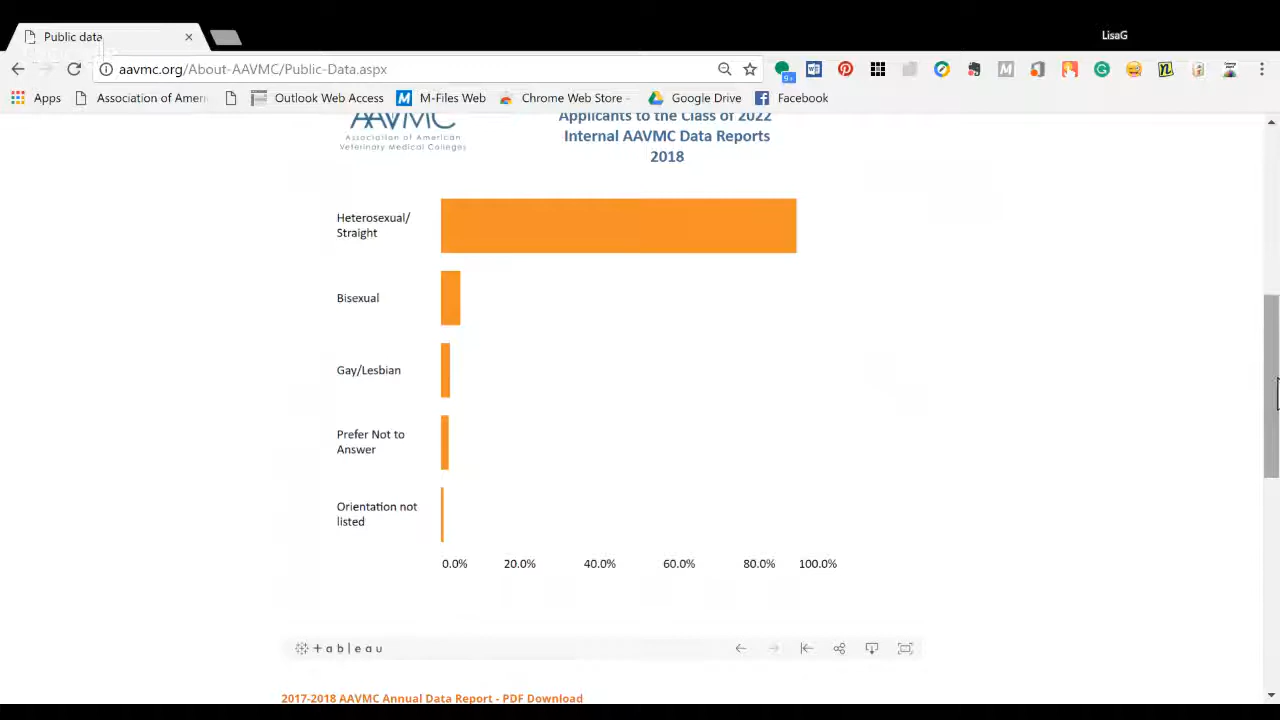 Public data
LisaG
aavmc.org/About-AAVMC/Public-Data.aspx
9+
Apps
Association of Ameri
Outlook Web Access
M-Files Web
Chrome Web Store -
Google Drive
Facebook
AAVMC
Association of American
Veterinary Medical Colleges
Applicants to the Class of 2022
Internal AAVMC Data Reports
2018
Heterosexual/
Straight
Bisexual
Gay/Lesbian
Prefer Not to
Answer
Orientation not
listed
0.0% 20.0% 40.0% 60.0% 80.0% 100.0%
+ a b | e a u
2017-2018 AAVMC Annual Data Report - PDF Download